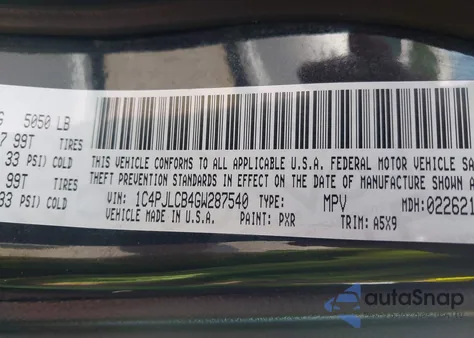 5050 LB
99T TIRES
33 PSI) COLD
99T TIRES
33 PSI) COLD
THIS VEHICLE CONFORMS TO ALL APPLICABLE U.S.A. FEDERAL MOTOR VEHICLE SA
THEFT PREVENTION STANDARDS IN EFFECT ON THE DATE OF MANUFACTURE SHOWN
VIN: 1C4PJLCB4GW287540 TYPE: MPV MDH: 022621
VEHICLE MADE IN U.S.A. PAINT: PXR TRIM: A5X9
autoSnap